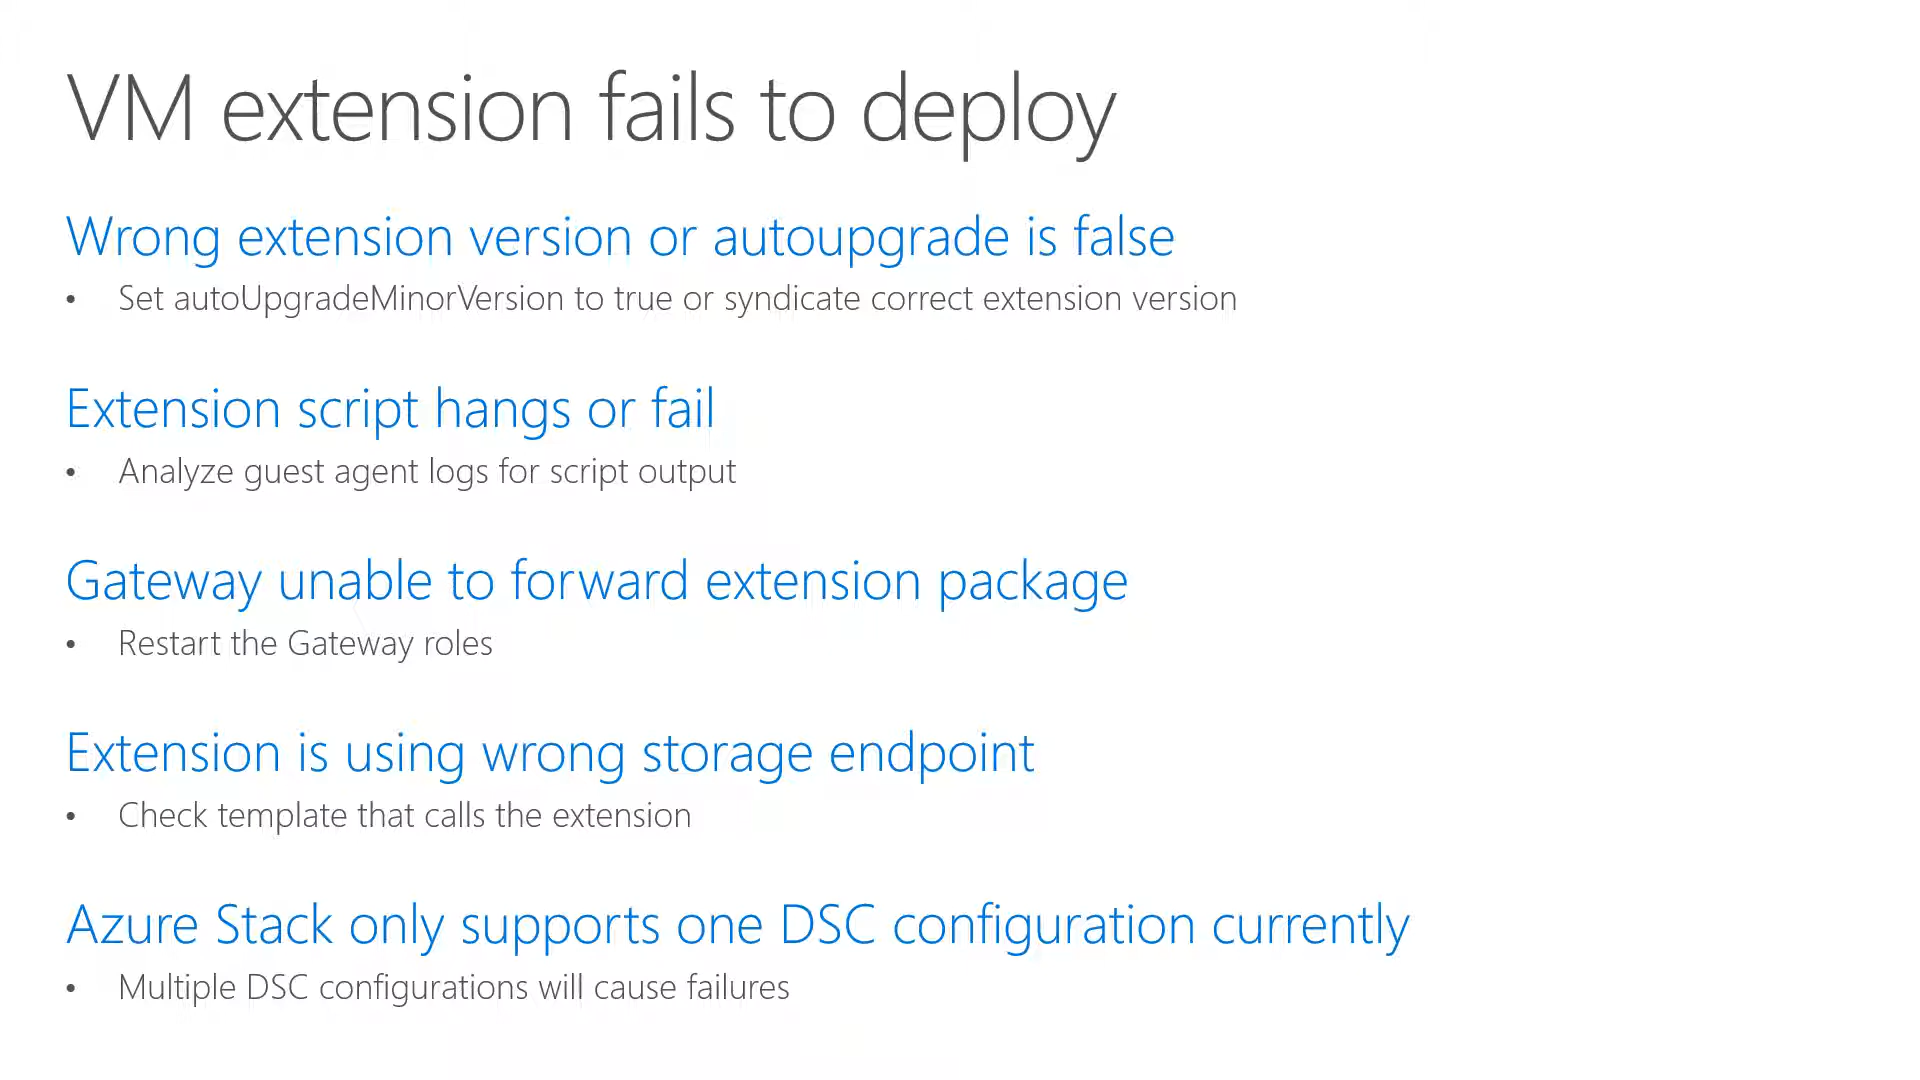 VM extension fails to deploy
Wrong extension version or autoupgrade is false
• Set autoUpgradeMinorVersion to true or syndicate correct extension version
Extension script hangs or fail
• Analyze guest agent logs for script output
Gateway unable to forward extension package
• Restart the Gateway roles
Extension is using wrong storage endpoint
• Check template that calls the extension
Azure Stack only supports one DSC configuration currently
• Multiple DSC configurations will cause failures